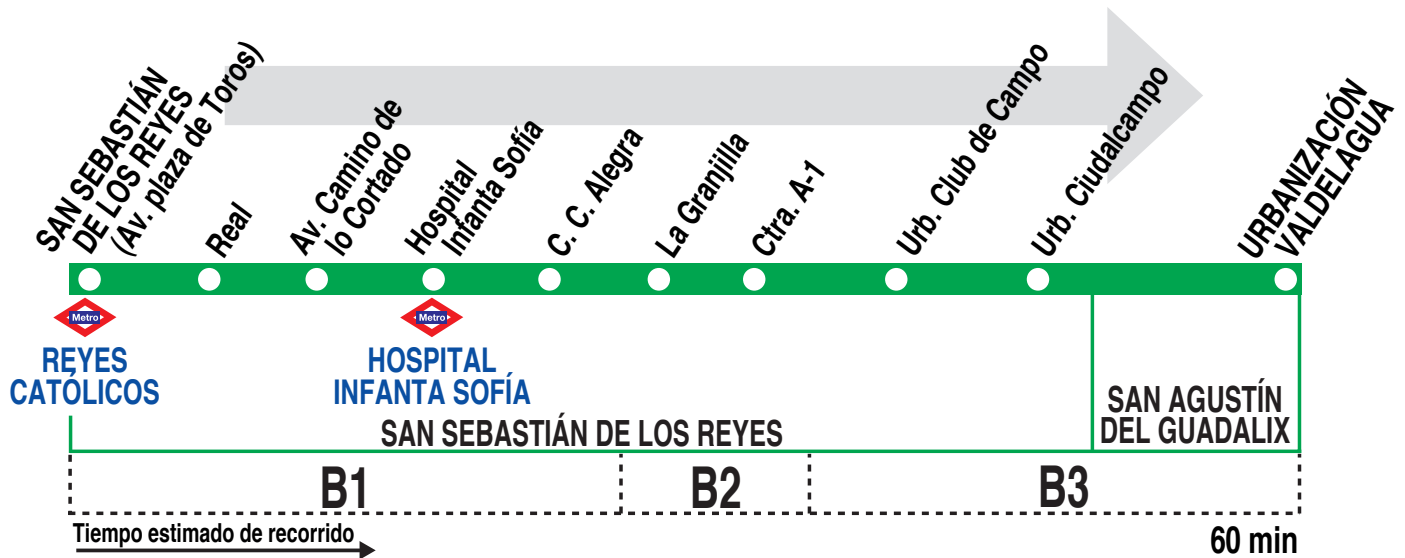 SAN SEBASTIÁN
DE LOS REYES
(Av. plaza de Toros)
Real
Av. Camino de
lo Cortado
Hospital
Infanta Sofía
C. C. Alegra
La Granjilla
Ctra. A-1
Urb. Club de Campo
Urb. Ciudalcampo
URBANIZACIÓN
VALDELAGUA
Metro
REYES
CATÓLICOS
Metro
HOSPITAL
INFANTA SOFÍA
SAN SEBASTIÁN DE LOS REYES
SAN AGUSTÍN
DEL GUADALIX
B1
B2
B3
Tiempo estimado de recorrido
60 min